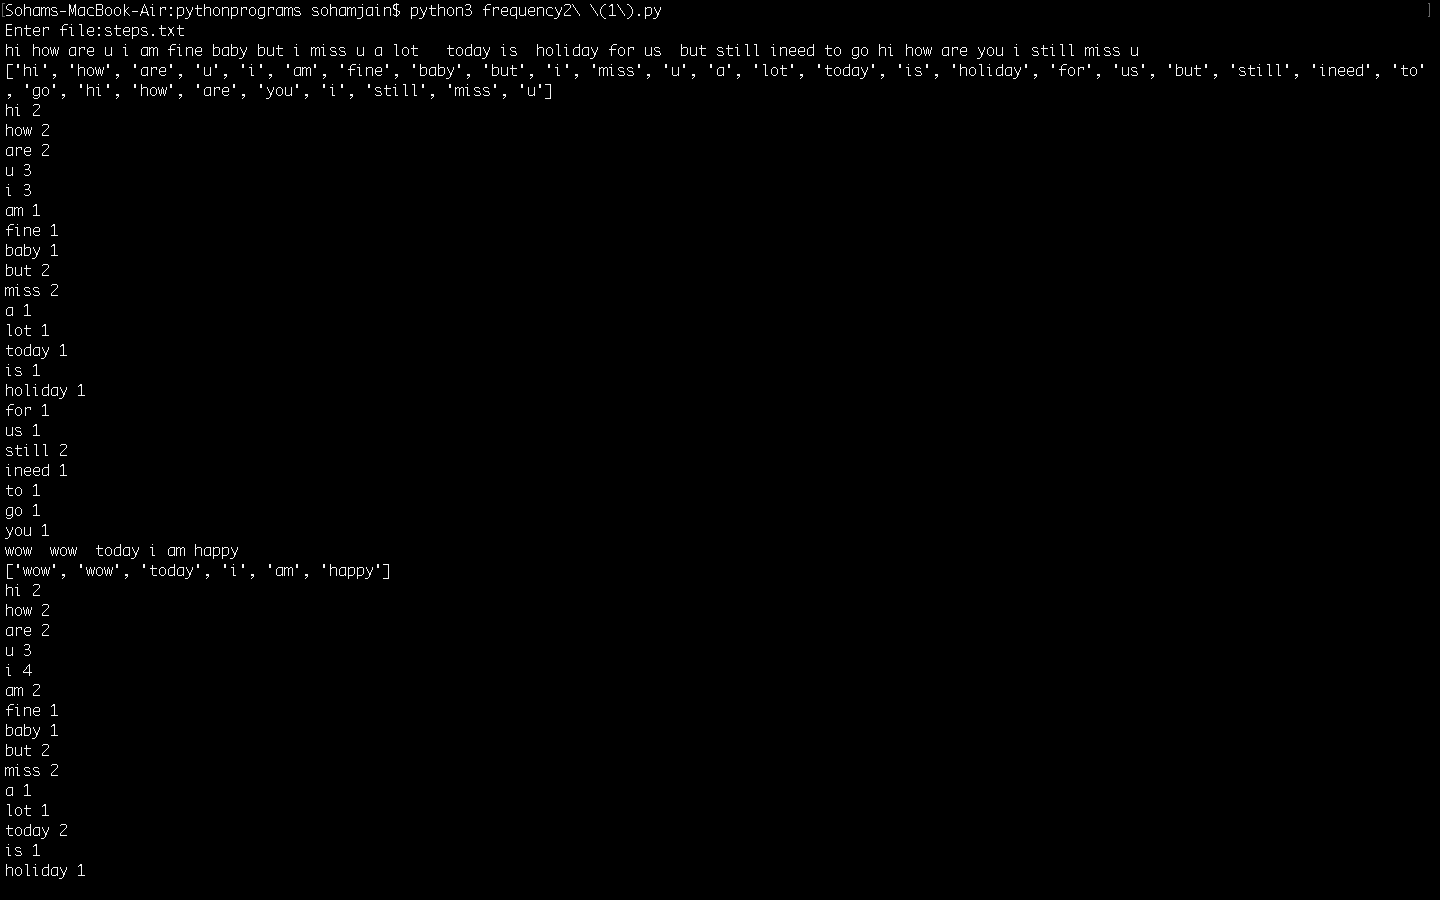 [Sohams-MacBook-Air:pythonprograms sohamjain$ python3 frequency2\ \(1\).py ]
Enter file:steps.txt
hi how are u i am fine baby but i miss u a lot   today is  holiday for us  but still ineed to go hi how are you i still miss u
['hi', 'how', 'are', 'u', 'i', 'am', 'fine', 'baby', 'but', 'i', 'miss', 'u', 'a', 'lot', 'today', 'is', 'holiday', 'for', 'us', 'but', 'still', 'ineed', 'to'
, 'go', 'hi', 'how', 'are', 'you', 'i', 'still', 'miss', 'u']
hi 2
how 2
are 2
u 3
i 3
am 1
fine 1
baby 1
but 2
miss 2
a 1
lot 1
today 1
is 1
holiday 1
for 1
us 1
still 2
ineed 1
to 1
go 1
you 1
wow  wow  today i am happy
['wow', 'wow', 'today', 'i', 'am', 'happy']
hi 2
how 2
are 2
u 3
i 4
am 2
fine 1
baby 1
but 2
miss 2
a 1
lot 1
today 2
is 1
holiday 1